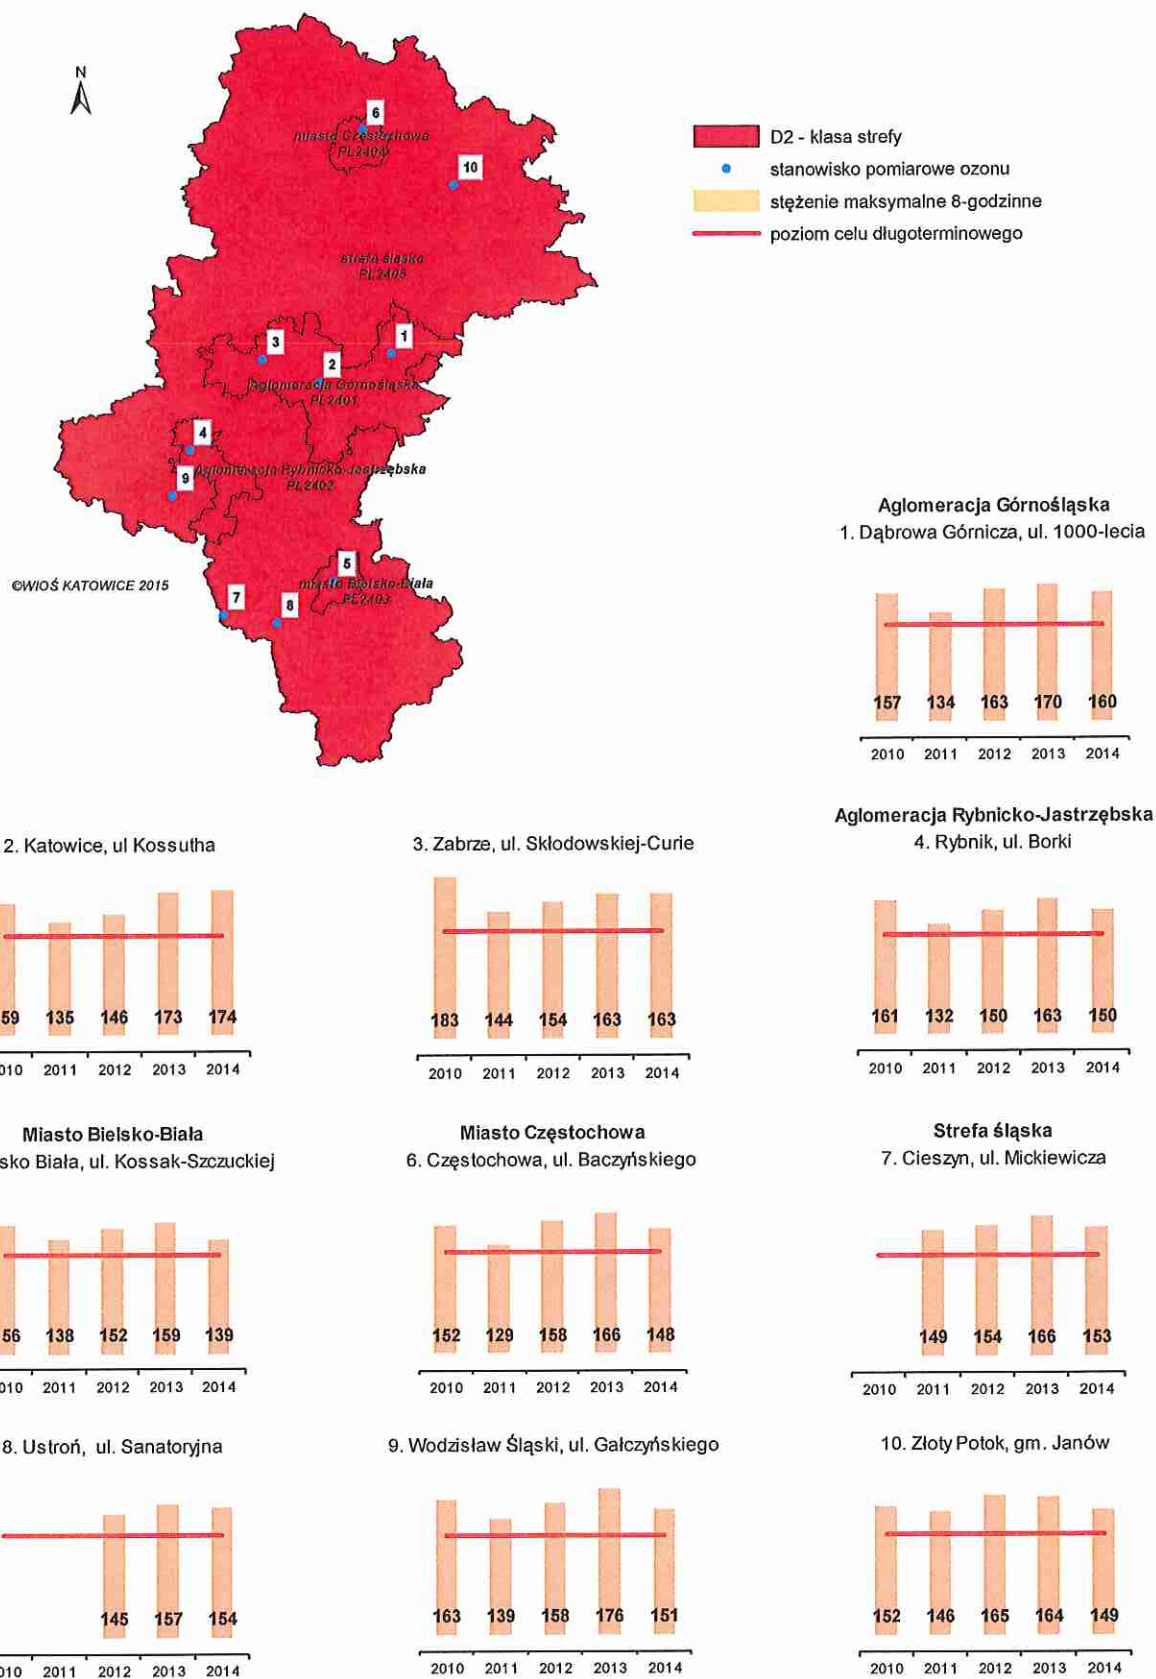 N
6
miasto Częstochowa
PL2404
10
strefa śląska
PL2405
3
1
2
Aglomeracja Górnośląska
PL2401
4
Aglomeracja Rybnicko-Jastrzębska
PL2402
9
5
miasto Bielsko-Biała
PL2403
7
8
©WIOŚ KATOWICE 2015
D2 - klasa strefy
stanowisko pomiarowe ozonu
stężenie maksymalne 8-godzinne
poziom celu długoterminowego
Aglomeracja Górnośląska
1. Dąbrowa Górnicza, ul. 1000-lecia
157 134 163 170 160
2010 2011 2012 2013 2014
2. Katowice, ul Kossutha
59 135 146 173 174
010 2011 2012 2013 2014
3. Zabrze, ul. Skłodowskiej-Curie
183 144 154 163 163
2010 2011 2012 2013 2014
Aglomeracja Rybnicko-Jastrzębska
4. Rybnik, ul. Borki
161 132 150 163 150
2010 2011 2012 2013 2014
Miasto Bielsko-Biała
sko Biała, ul. Kossak-Szczuckiej
56 138 152 159 139
010 2011 2012 2013 2014
Miasto Częstochowa
6. Częstochowa, ul. Baczyńskiego
152 129 158 166 148
2010 2011 2012 2013 2014
Strefa śląska
7. Cieszyn, ul. Mickiewicza
149 154 166 153
2010 2011 2012 2013 2014
8. Ustroń, ul. Sanatoryjna
145 157 154
010 2011 2012 2013 2014
9. Wodzisław Śląski, ul. Gałczyńskiego
163 139 158 176 151
2010 2011 2012 2013 2014
10. Złoty Potok, gm. Janów
152 146 165 164 149
2010 2011 2012 2013 2014